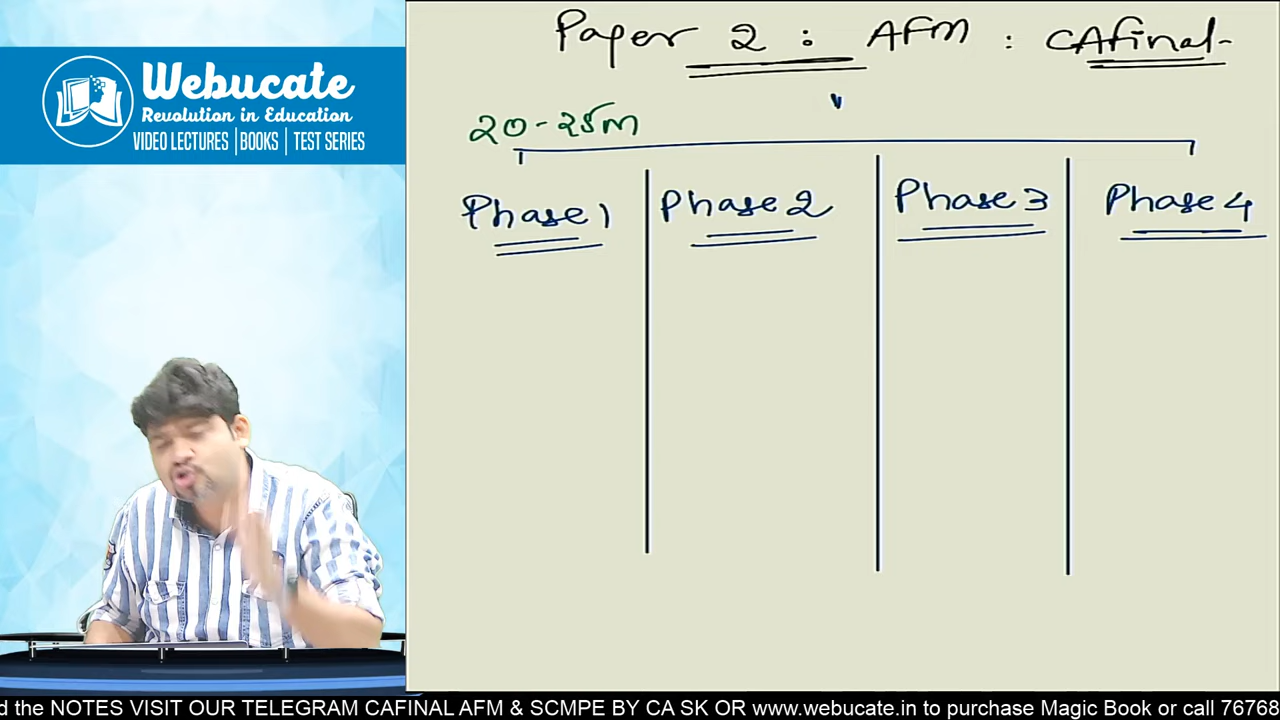 Webucate
Revolution in Education
VIDEO LECTURES | BOOKS | TEST SERIES
Paper 2 : AFM : CAfinal-
20-25m
Phase 1
Phase 2
Phase 3
Phase 4
d the NOTES VISIT OUR TELEGRAM CAFINAL AFM & SCMPE BY CA SK OR www.webucate.in to purchase Magic Book or call 76768